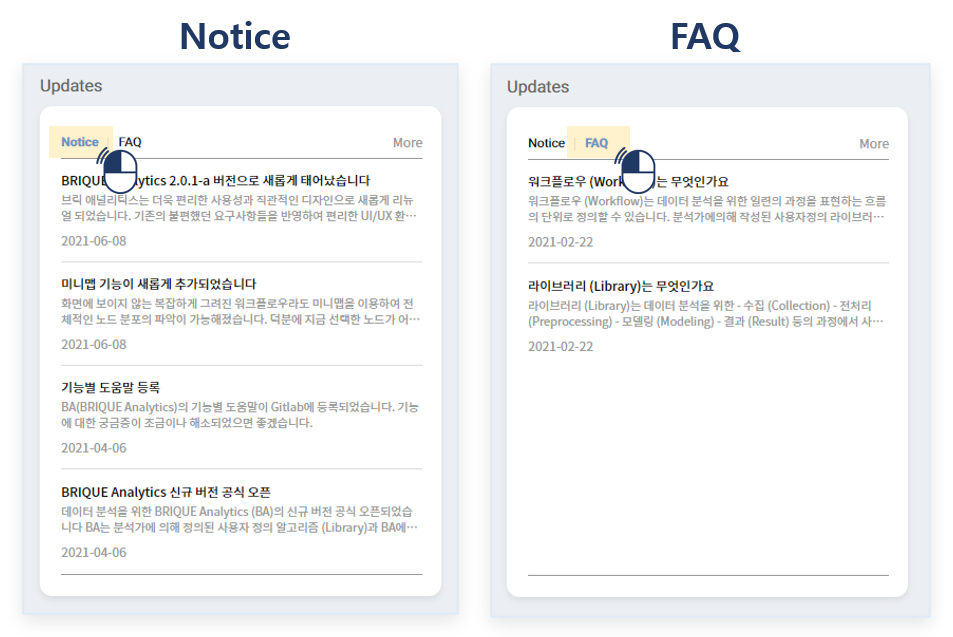 Notice
Updates
Notice | FAQ More
BRIQUE ytics 2.0.1-a 버전으로 새롭게 태어났습니다
브릭 애널리틱스는 더욱 편리한 사용성과 직관적인 디자인으로 새롭게 리뉴
얼 되었습니다. 기존의 불편했던 요구사항들을 반영하여 편리한 UI/UX 환…
2021-06-08
미니맵 기능이 새롭게 추가되었습니다
화면에 보이지 않는 복잡하게 그려진 워크플로우라도 미니맵을 이용하여 전
체적인 노드 분포의 파악이 가능해졌습니다. 덕분에 지금 선택한 노드가 어…
2021-06-08
기능별 도움말 등록
BA(BRIQUE Analytics)의 기능별 도움말이 Gitlab에 등록되었습니다. 기능
에 대한 궁금증이 조금이나 해소되었으면 좋겠습니다.
2021-04-06
BRIQUE Analytics 신규 버전 공식 오픈
데이터 분석을 위한 BRIQUE Analytics (BA)의 신규 버전 공식 오픈되었습
니다 BA는 분석가에 의해 정의된 사용자 정의 알고리즘 (Library)과 BA에…
2021-04-06
FAQ
Updates
Notice | FAQ More
워크플로우 (Work 는 무엇인가요
워크플로우 (Workflow)는 데이터 분석을 위한 일련의 과정을 표현하는 흐름
의 단위로 정의할 수 있습니다. 분석가에의해 작성된 사용자정의 라이브러…
2021-02-22
라이브러리 (Library)는 무엇인가요
라이브러리 (Library)는 데이터 분석을 위한 - 수집 (Collection) - 전처리
(Preprocessing) - 모델링 (Modeling) - 결과 (Result) 등의 과정에서 사…
2021-02-22